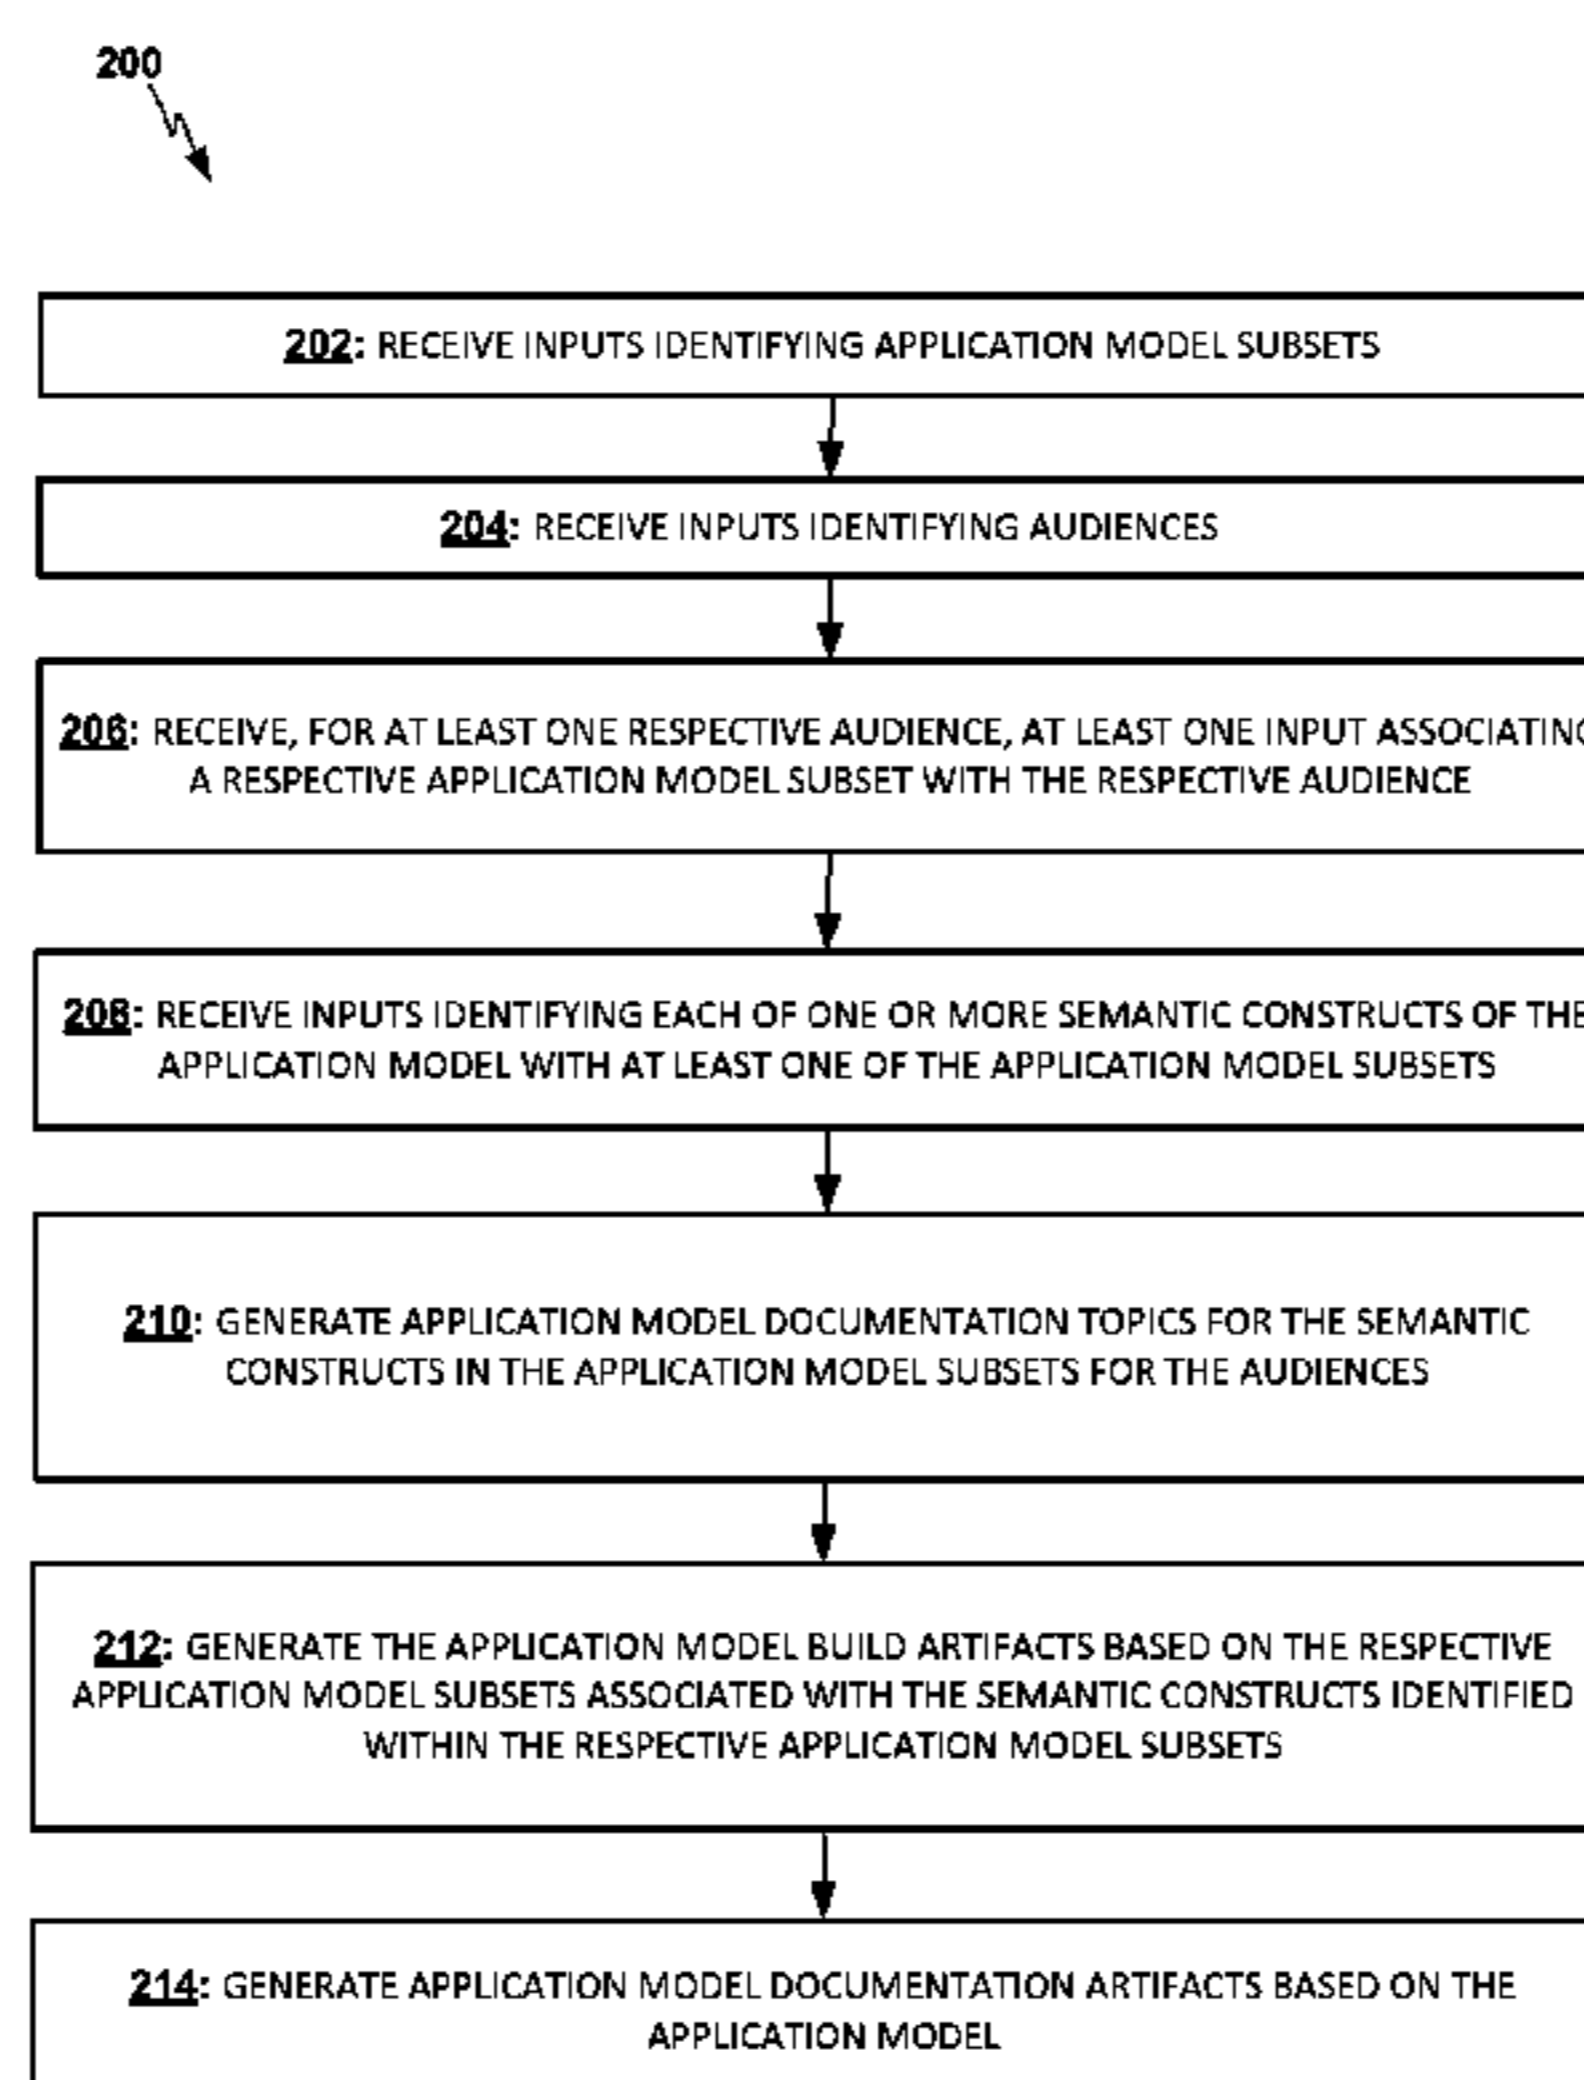 200
202: RECEIVE INPUTS IDENTIFYING APPLICATION MODEL SUBSETS
204: RECEIVE INPUTS IDENTIFYING AUDIENCES
206: RECEIVE, FOR AT LEAST ONE RESPECTIVE AUDIENCE, AT LEAST ONE INPUT ASSOCIATING
A RESPECTIVE APPLICATION MODEL SUBSET WITH THE RESPECTIVE AUDIENCE
208: RECEIVE INPUTS IDENTIFYING EACH OF ONE OR MORE SEMANTIC CONSTRUCTS OF THE
APPLICATION MODEL WITH AT LEAST ONE OF THE APPLICATION MODEL SUBSETS
210: GENERATE APPLICATION MODEL DOCUMENTATION TOPICS FOR THE SEMANTIC
CONSTRUCTS IN THE APPLICATION MODEL SUBSETS FOR THE AUDIENCES
212: GENERATE THE APPLICATION MODEL BUILD ARTIFACTS BASED ON THE RESPECTIVE
APPLICATION MODEL SUBSETS ASSOCIATED WITH THE SEMANTIC CONSTRUCTS IDENTIFIED
WITHIN THE RESPECTIVE APPLICATION MODEL SUBSETS
214: GENERATE APPLICATION MODEL DOCUMENTATION ARTIFACTS BASED ON THE
APPLICATION MODEL